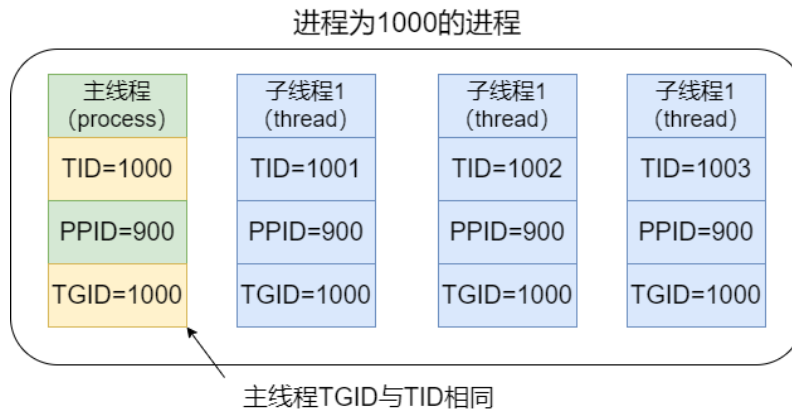 进程为1000的进程
主线程
（process）
子线程1
（thread）
子线程1
（thread）
子线程1
（thread）
TID=1000
TID=1001
TID=1002
TID=1003
PPID=900
PPID=900
PPID=900
PPID=900
TGID=1000
TGID=1000
TGID=1000
TGID=1000
主线程TGID与TID相同